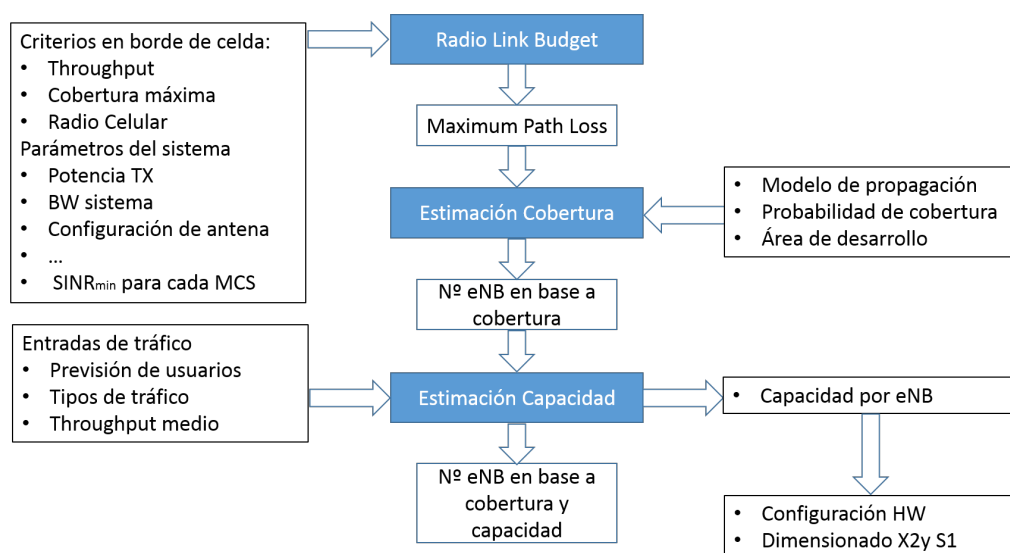 Criterios en borde de celda:
• Throughput
• Cobertura máxima
• Radio Celular
Parámetros del sistema
• Potencia TX
• BW sistema
• Configuración de antena
• ...
• SINRmin para cada MCS
Radio Link Budget
Maximum Path Loss
Estimación Cobertura
• Modelo de propagación
• Probabilidad de cobertura
• Área de desarrollo
Nº eNB en base a
cobertura
Entradas de tráfico
• Previsión de usuarios
• Tipos de tráfico
• Throughput medio
Estimación Capacidad
• Capacidad por eNB
Nº eNB en base a
cobertura y
capacidad
• Configuración HW
• Dimensionado X2y S1